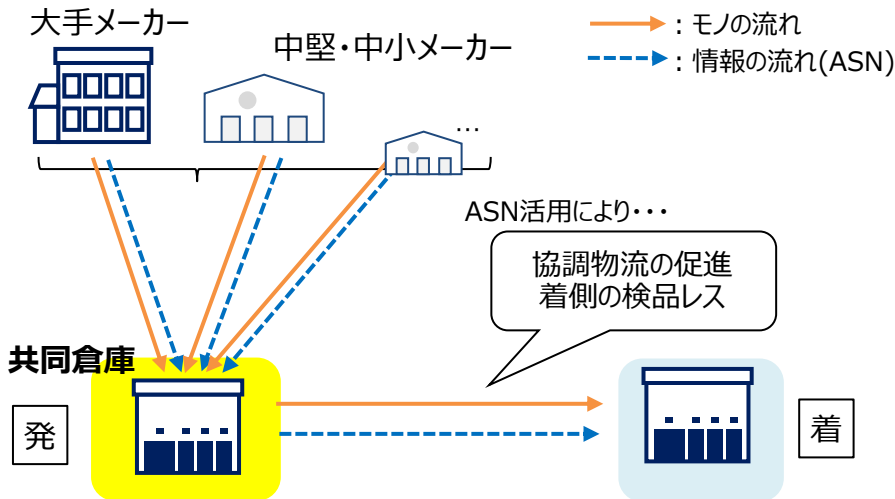 大手メーカー
中堅・中小メーカー
…
：モノの流れ
：情報の流れ(ASN)
ASN活用により・・・
協調物流の促進
着側の検品レス
共同倉庫
発
着